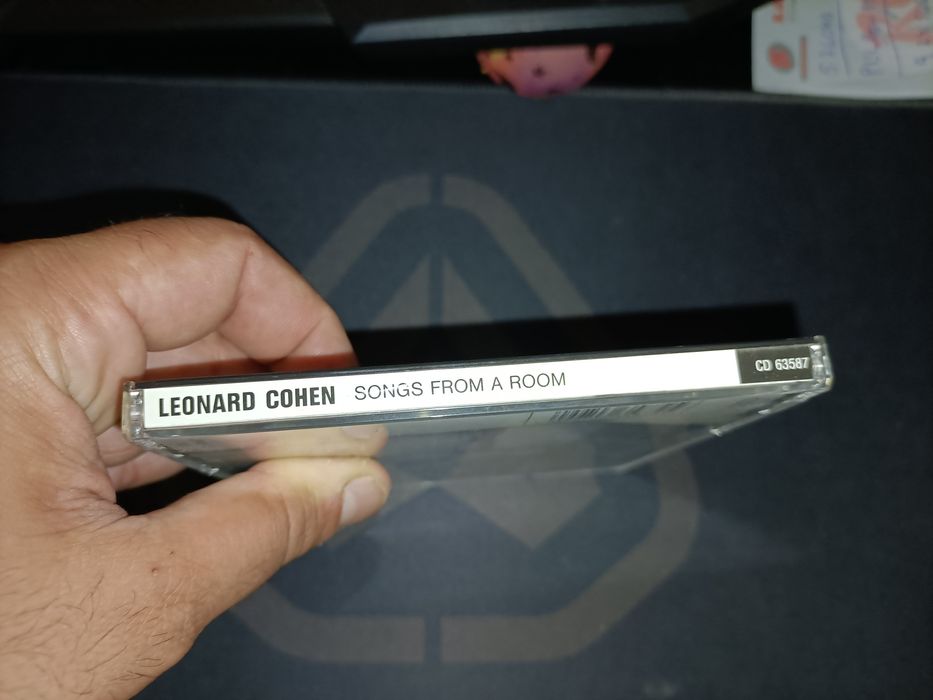 LEONARD COHEN SONGS FROM A ROOM CD 63587